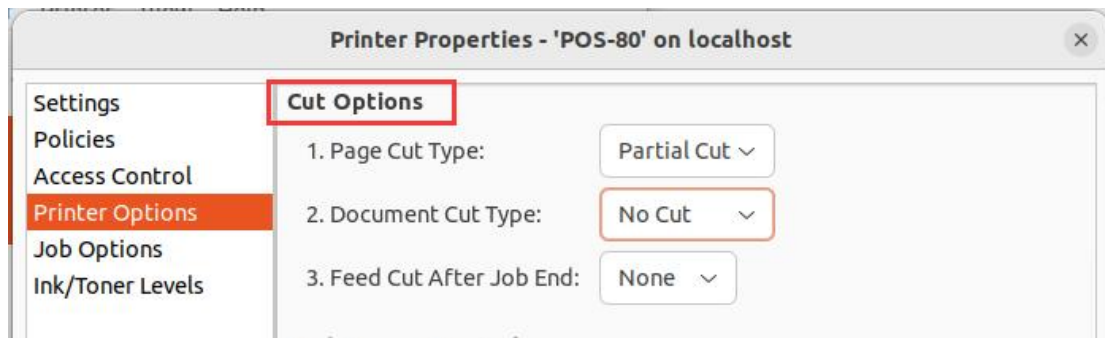 Printer Properties - 'POS-80' on localhost
Settings
Policies
Access Control
Printer Options
Job Options
Ink/Toner Levels
Cut Options
1. Page Cut Type: Partial Cut
2. Document Cut Type: No Cut
3. Feed Cut After Job End: None